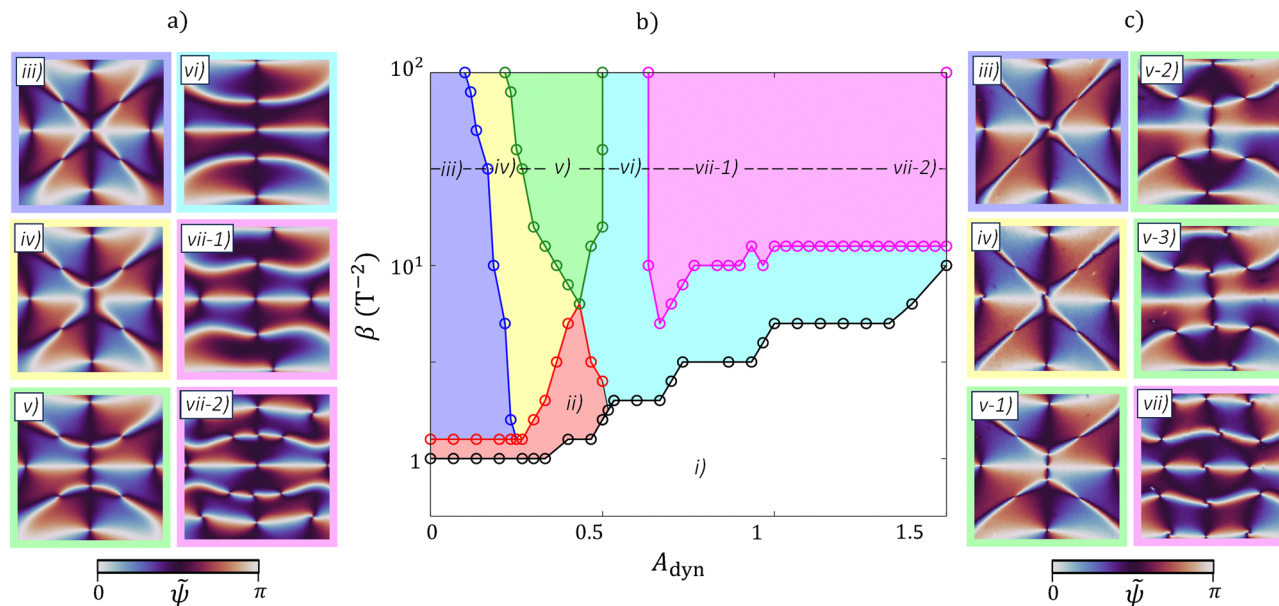 a)
iii)
vi)
iv)
vii-1)
v)
vii-2)
0
π
ψ̃
b)
10²
10¹
1
β (T⁻²)
iii)
iv)
v)
vi)
vii-1)
vii-2)
ii)
i)
0
0.5
1
1.5
A_dyn
c)
iii)
v-2)
iv)
v-3)
v-1)
vii)
0
π
ψ̃